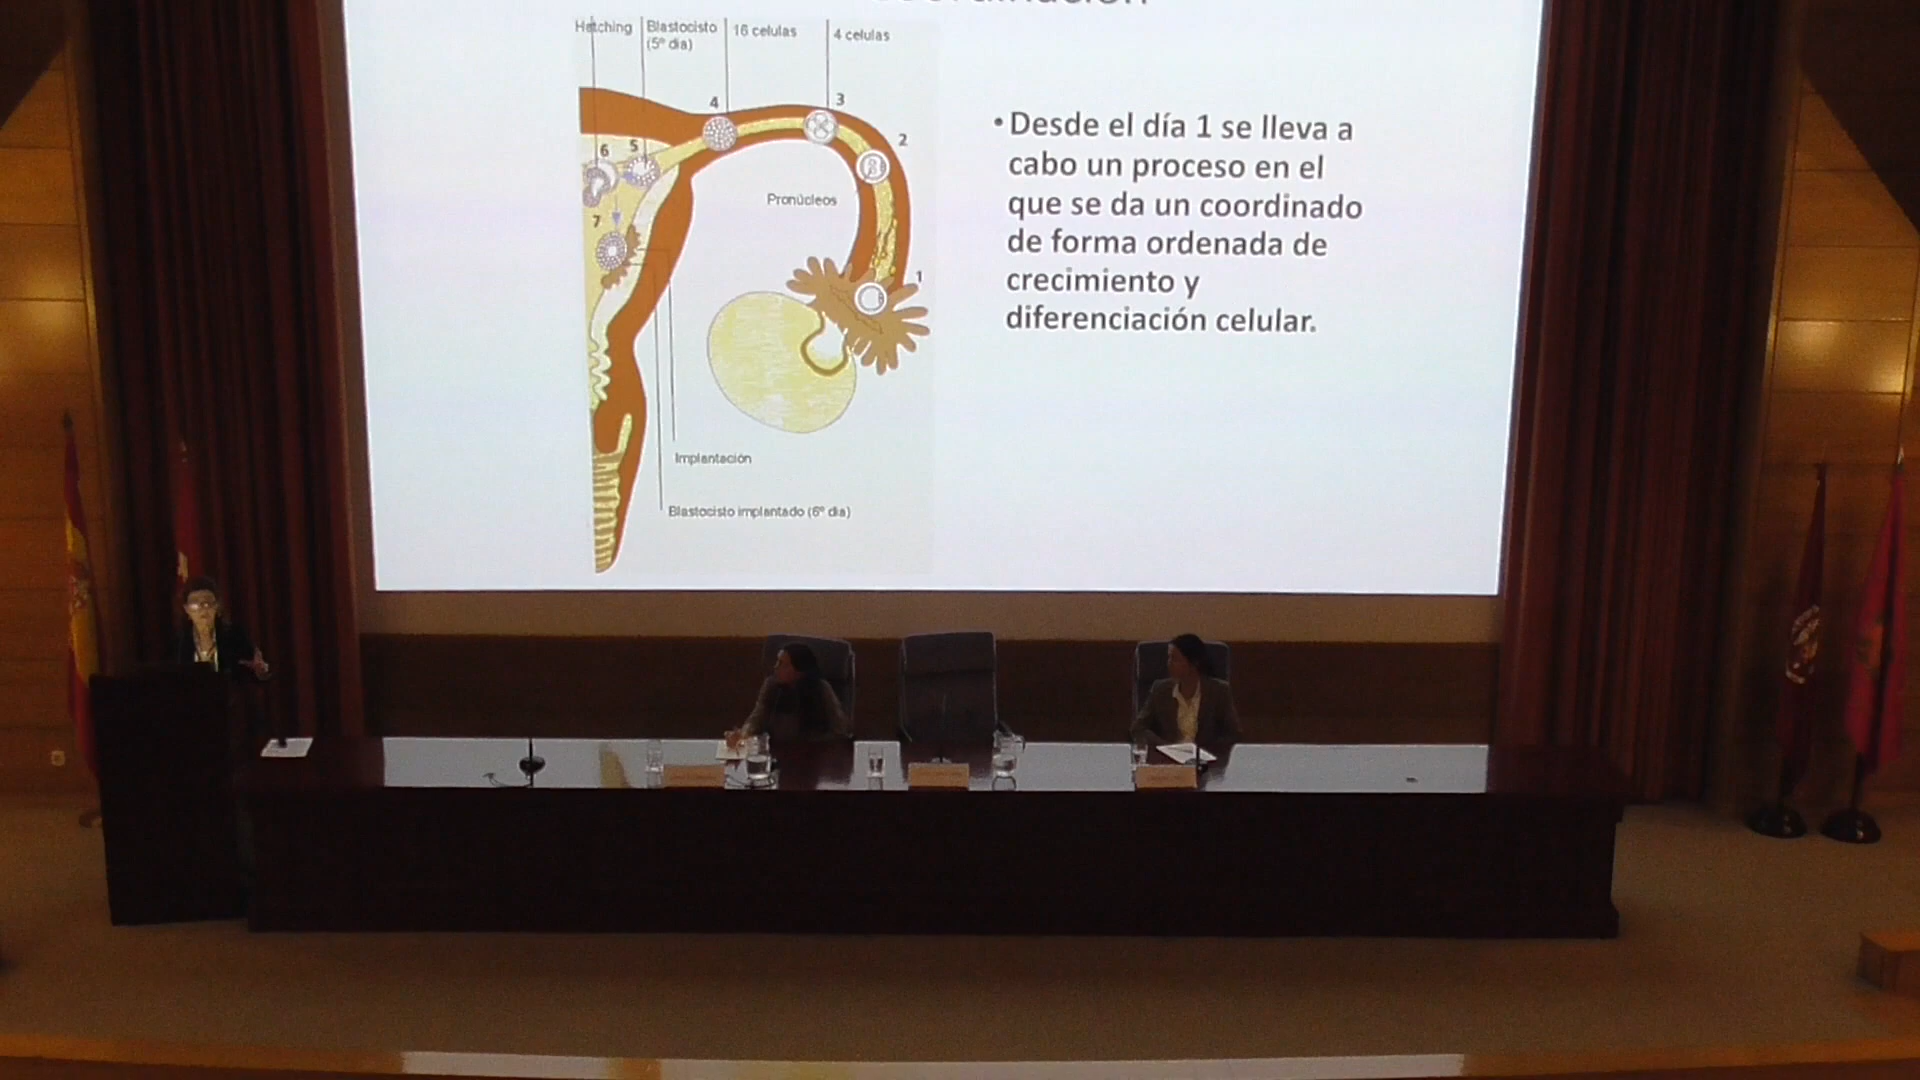 Hatching
Blastocisto
(5º dia)
16 celulas
4 celulas
4
3
2
6
5
7
1
Pronúcleos
Implantación
Blastocisto implantado (6º dia)
• Desde el día 1 se lleva a
cabo un proceso en el
que se da un coordinado
de forma ordenada de
crecimiento y
diferenciación celular.